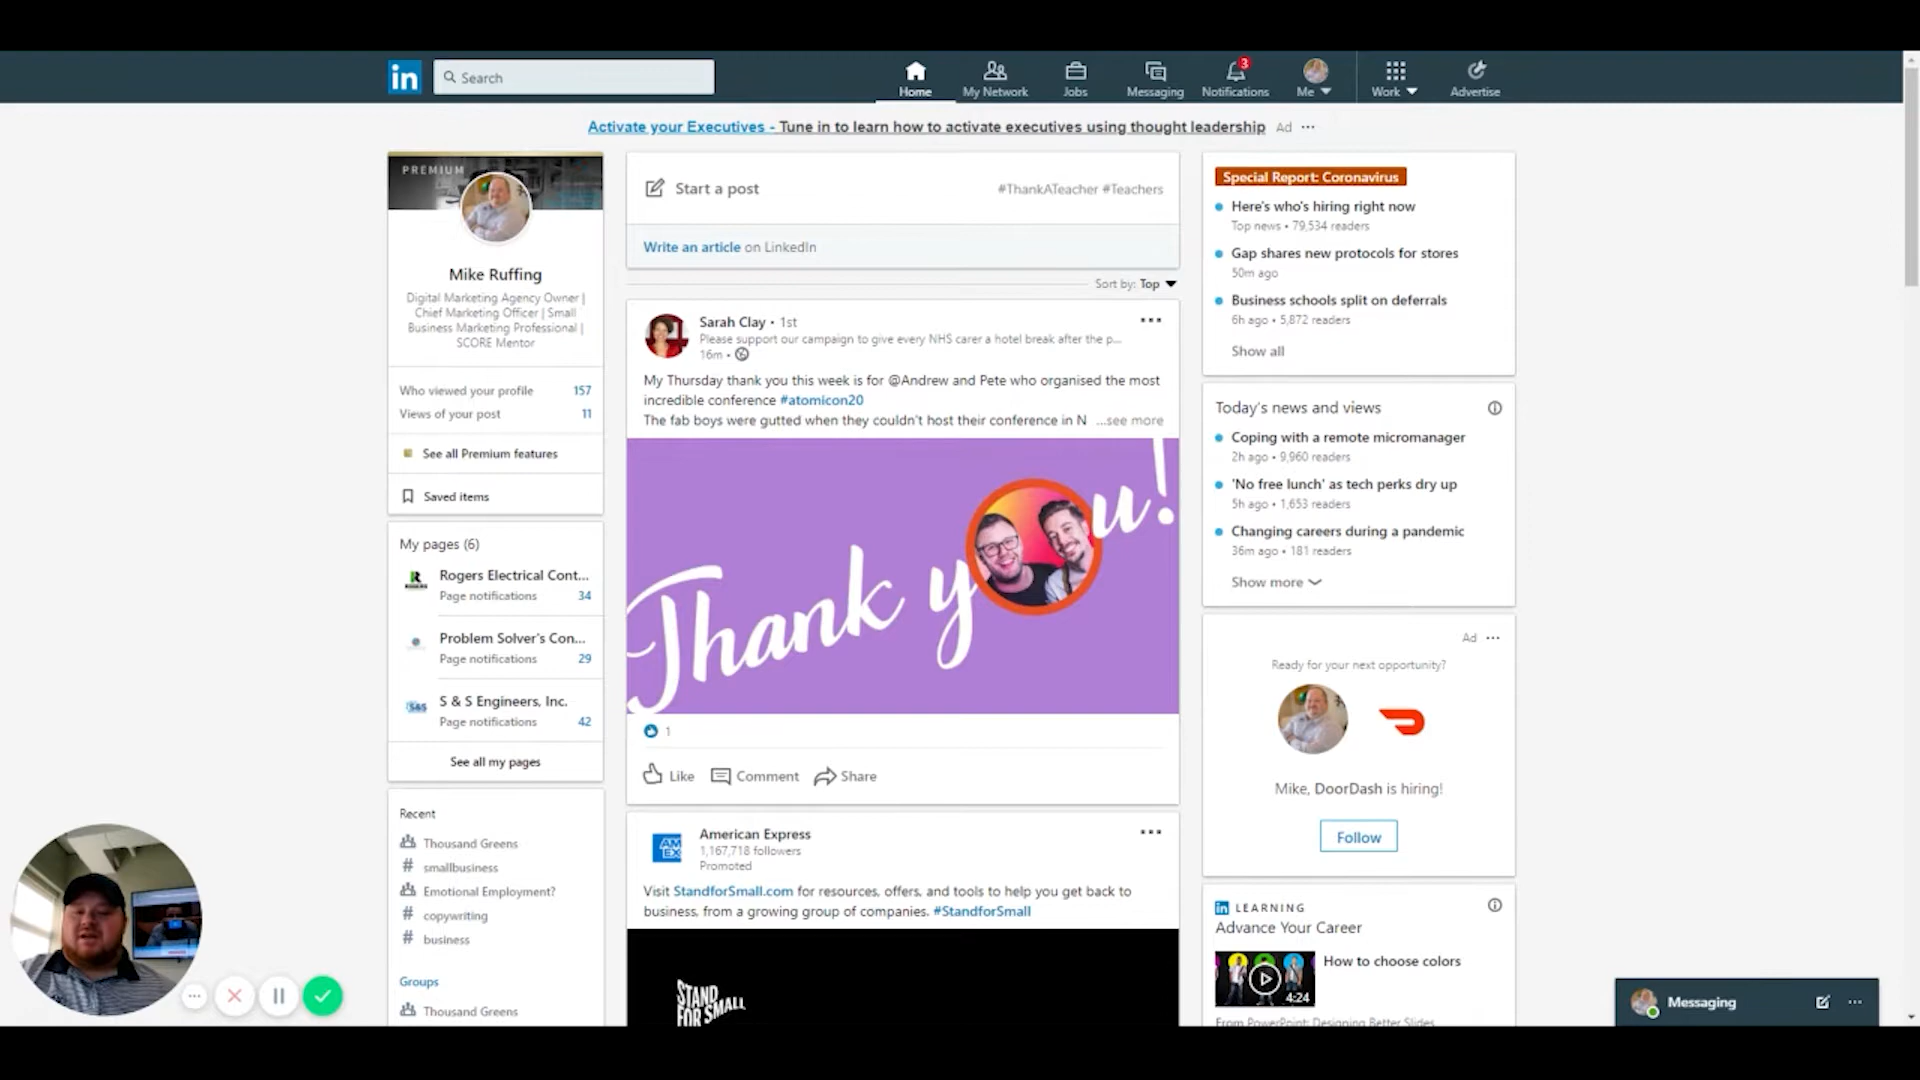 in
Search
Home
My Network
Jobs
Messaging
3
Notifications
Me
Work
Advertise
Activate your Executives - Tune in to learn how to activate executives using thought leadership Ad ...
PREMIUM
Mike Ruffing
Digital Marketing Agency Owner |
Chief Marketing Officer | Small
Business Marketing Professional |
SCORE Mentor
Who viewed your profile 157
Views of your post 11
See all Premium features
Saved items
My pages (6)
ROGERS
Rogers Electrical Cont...
Page notifications 34
Problem Solver's Con...
Page notifications 29
S&S
S & S Engineers, Inc.
Page notifications 42
See all my pages
Recent
Thousand Greens
# smallbusiness
Emotional Employment?
# copywriting
# business
Groups
Thousand Greens
Start a post #ThankATeacher #Teachers
Write an article on LinkedIn
Sort by: Top
Sarah Clay • 1st
Please support our campaign to give every NHS carer a hotel break after the p...
16m •
My Thursday thank you this week is for @Andrew and Pete who organised the most
incredible conference #atomicon20
The fab boys were gutted when they couldn't host their conference in N ...see more
Thank y u!
1
Like Comment Share
AM
EX
American Express
1,167,718 followers
Promoted
Visit StandforSmall.com for resources, offers, and tools to help you get back to
business, from a growing group of companies. #StandforSmall
STAND
FOR SMALL
Special Report: Coronavirus
Here's who's hiring right now
Top news • 79,534 readers
Gap shares new protocols for stores
50m ago
Business schools split on deferrals
6h ago • 5,872 readers
Show all
Today's news and views
Coping with a remote micromanager
2h ago • 9,960 readers
'No free lunch' as tech perks dry up
5h ago • 1,653 readers
Changing careers during a pandemic
36m ago • 181 readers
Show more
Ad ...
Ready for your next opportunity?
Mike, DoorDash is hiring!
Follow
in LEARNING
Advance Your Career
How to choose colors
4:24
From PowerPoint: Designing Better Slides
Messaging